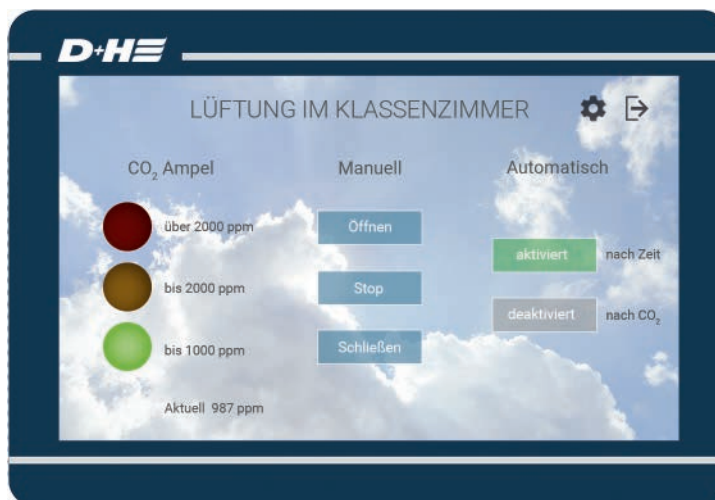 D+H
LÜFTUNG IM KLASSENZIMMER
CO₂ Ampel
über 2000 ppm
bis 2000 ppm
bis 1000 ppm
Aktuell 987 ppm
Manuell
Öffnen
Stop
Schließen
Automatisch
aktiviert nach Zeit
deaktiviert nach CO₂